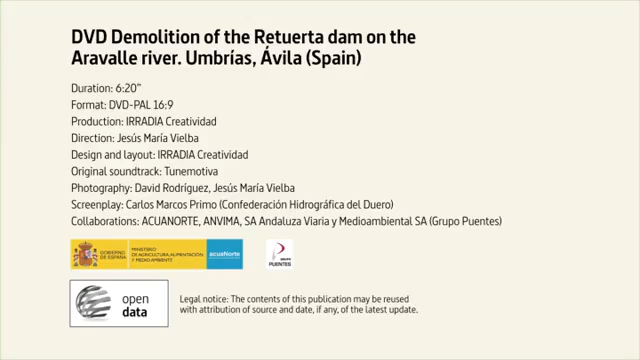 DVD Demolition of the Retuerta dam on the
Aravalle river. Umbrías, Ávila (Spain)
Duration: 6:20"
Format: DVD-PAL 16:9
Production: IRRADIA Creatividad
Direction: Jesús María Vielba
Design and layout: IRRADIA Creatividad
Original soundtrack: Tunemotiva
Photography: David Rodríguez, Jesús María Vielba
Screenplay: Carlos Marcos Primo (Confederación Hidrográfica del Duero)
Collaborations: ACUANORTE, ANVIMA, SA Andaluza Viaria y Medioambiental SA (Grupo Puentes)
GOBIERNO
DE ESPAÑA
MINISTERIO
DE AGRICULTURA, ALIMENTACIÓN
Y MEDIO AMBIENTE
acuaNorte
GRUPO
PUENTES
open
data
Legal notice: The contents of this publication may be reused
with attribution of source and date, if any, of the latest update.